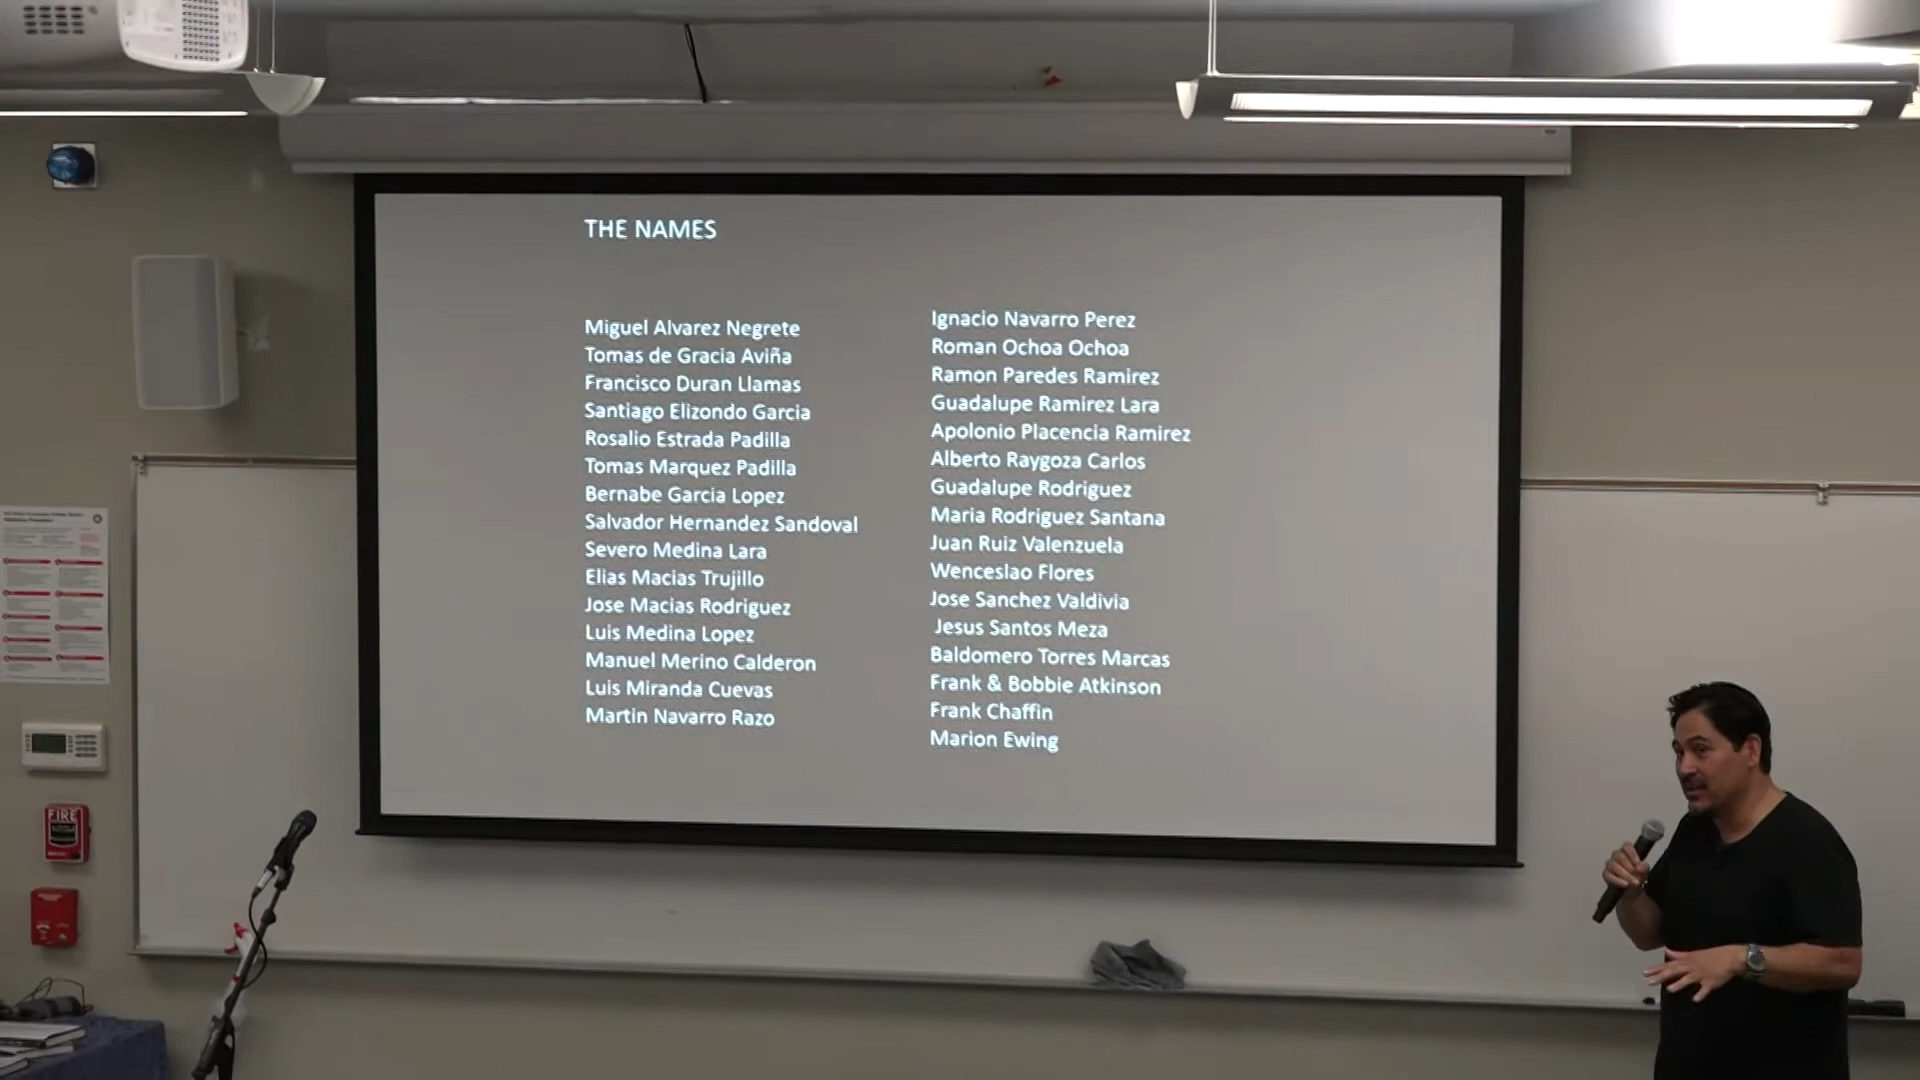 THE NAMES
Miguel Alvarez Negrete
Tomas de Gracia Aviña
Francisco Duran Llamas
Santiago Elizondo Garcia
Rosalio Estrada Padilla
Tomas Marquez Padilla
Bernabe Garcia Lopez
Salvador Hernandez Sandoval
Severo Medina Lara
Elias Macias Trujillo
Jose Macias Rodriguez
Luis Medina Lopez
Manuel Merino Calderon
Luis Miranda Cuevas
Martin Navarro Razo
Ignacio Navarro Perez
Roman Ochoa Ochoa
Ramon Paredes Ramirez
Guadalupe Ramirez Lara
Apolonio Placencia Ramirez
Alberto Raygoza Carlos
Guadalupe Rodriguez
Maria Rodriguez Santana
Juan Ruiz Valenzuela
Wenceslao Flores
Jose Sanchez Valdivia
Jesus Santos Meza
Baldomero Torres Marcas
Frank & Bobbie Atkinson
Frank Chaffin
Marion Ewing
FIRE